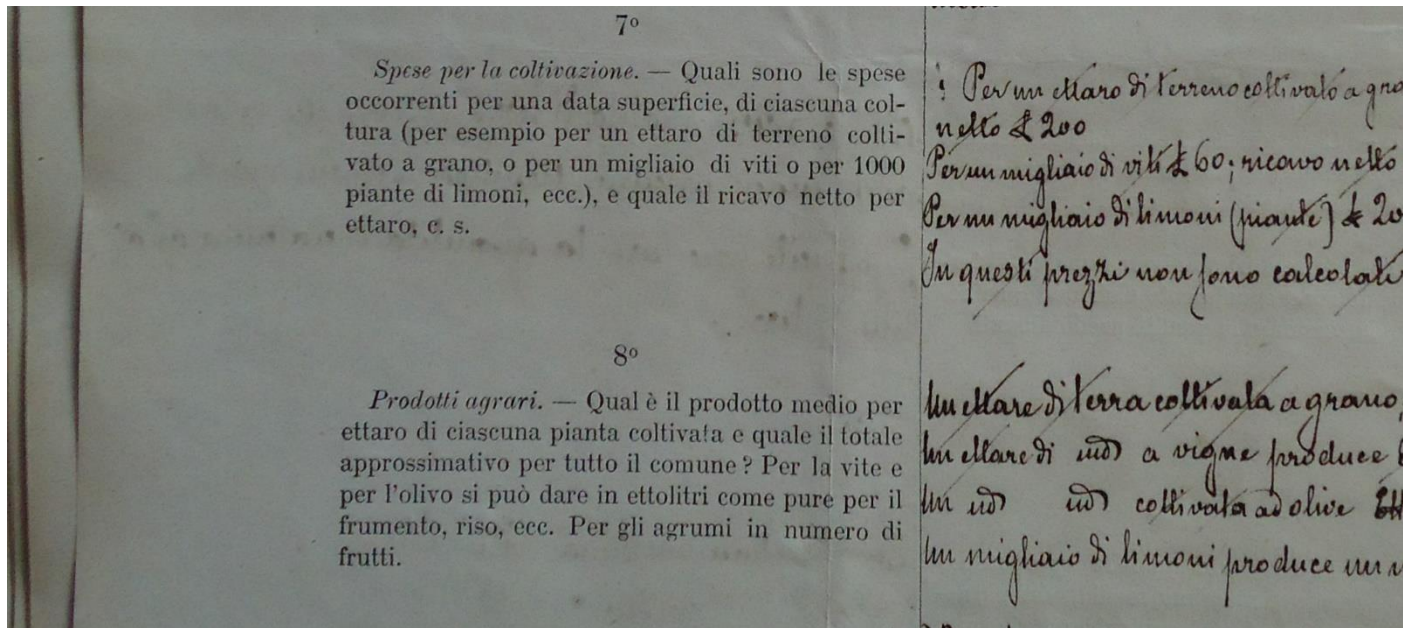 7º
Spese per la coltivazione. — Quali sono le spese
occorrenti per una data superficie, di ciascuna col-
tura (per esempio per un ettaro di terreno colti-
vato a grano, o per un migliaio di viti o per 1000
piante di limoni, ecc.), e quale il ricavo netto per
ettaro, c. s.
Per un ettaro di terreno coltivato a
netto £ 200
Per un migliaio di viti £ 60; ricavo netto
Per un migliaio di limoni (piante) £
In questi prezzi non sono calcolati
8º
Prodotti agrari. — Qual è il prodotto medio per
ettaro di ciascuna pianta coltivata e quale il totale
approssimativo per tutto il comune? Per la vite e
per l'olivo si può dare in ettolitri come pure per il
frumento, riso, ecc. Per gli agrumi in numero di
frutti.
Un ettare di terra coltivata a grano,
Un ettare di a vigne produce
Un coltivata ad olive
Un migliaio di limoni produce un